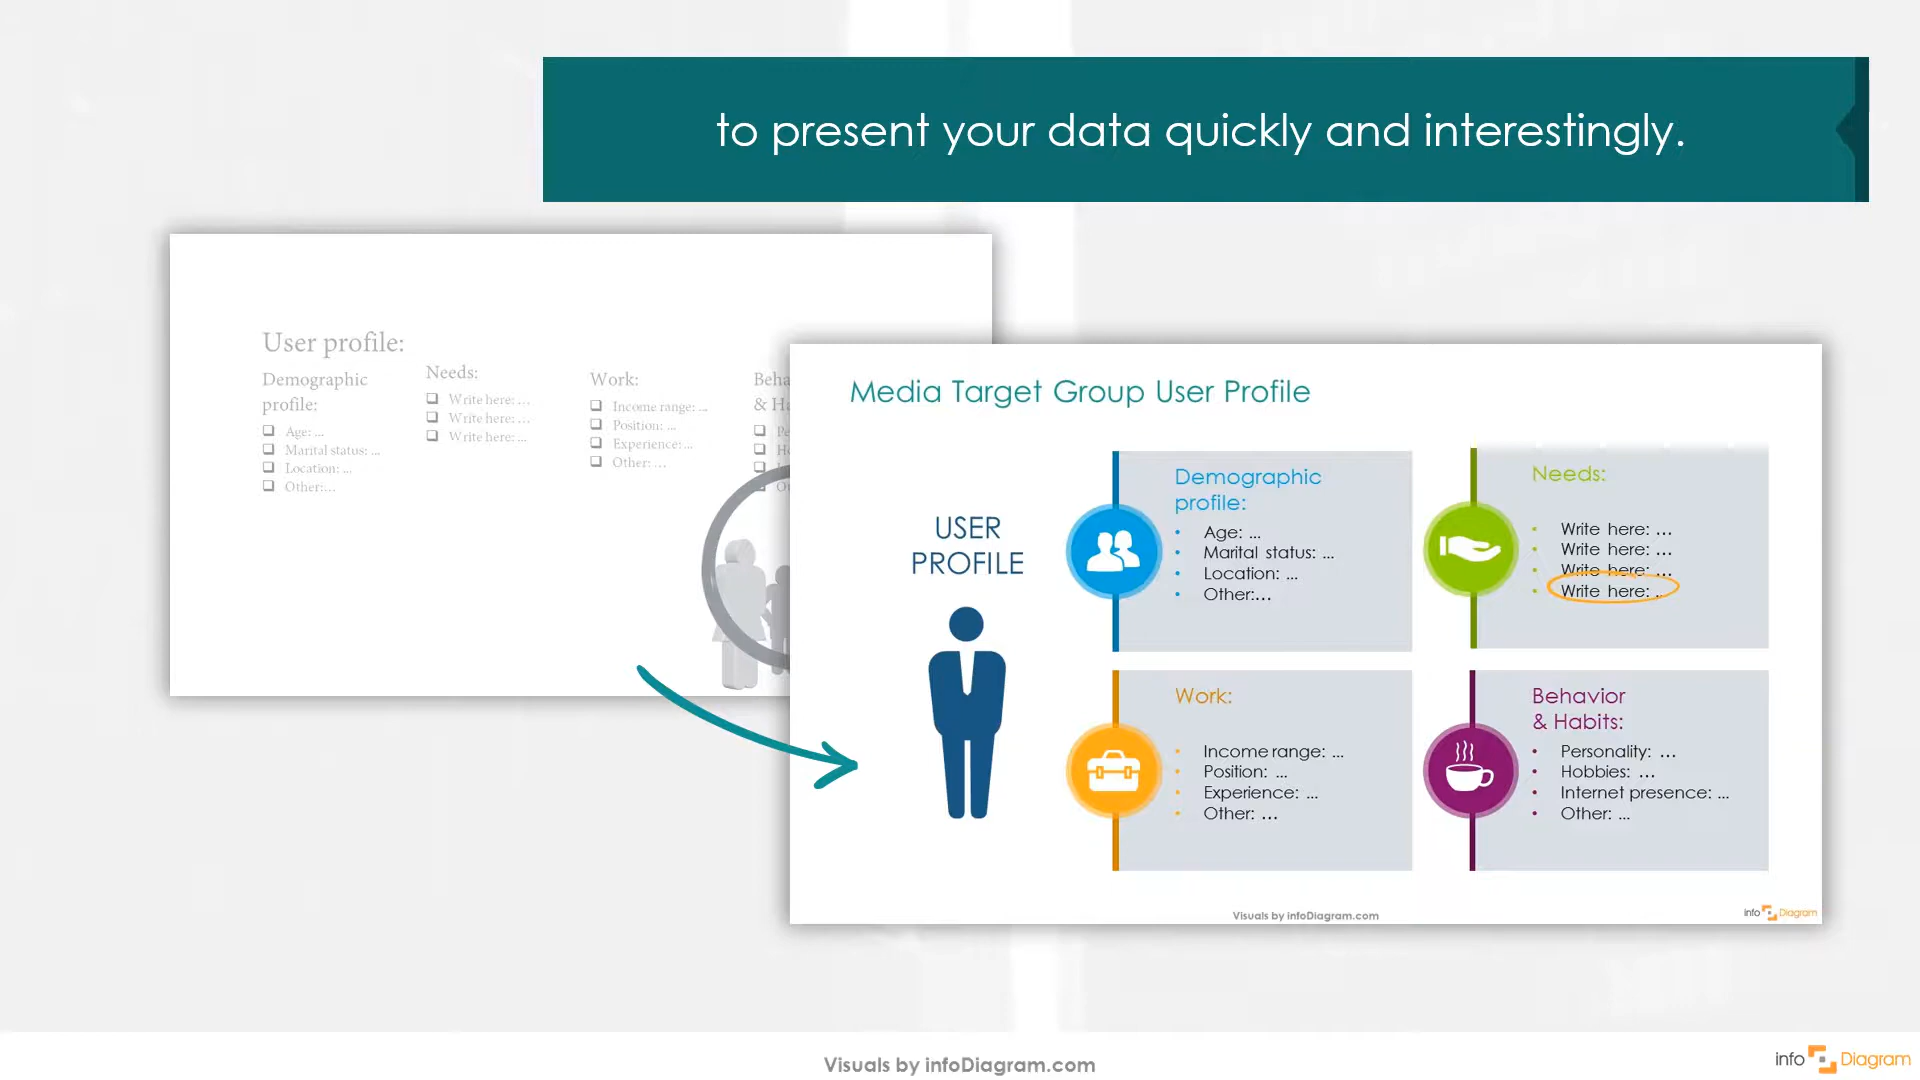 to present your data quickly and interestingly.
User profile:
Demographic
profile:
❑ Age: ...
❑ Marital status: ...
❑ Location: ...
❑ Other:...
Needs:
❑ Write here: ...
❑ Write here: ...
❑ Write here: ...
Work:
❑ Income range: ...
❑ Position: ...
❑ Experience: ...
❑ Other: ...
Media Target Group User Profile
USER
PROFILE
Demographic
profile:
• Age: ...
• Marital status: ...
• Location: ...
• Other:...
Needs:
• Write here: ...
• Write here: ...
• Write here: ...
• Write here: ..
Work:
• Income range: ...
• Position: ...
• Experience: ...
• Other: ...
Behavior
& Habits:
• Personality: ...
• Hobbies: ...
• Internet presence: ...
• Other: ...
Visuals by infoDiagram.com
info Diagram
Visuals by infoDiagram.com
info Diagram